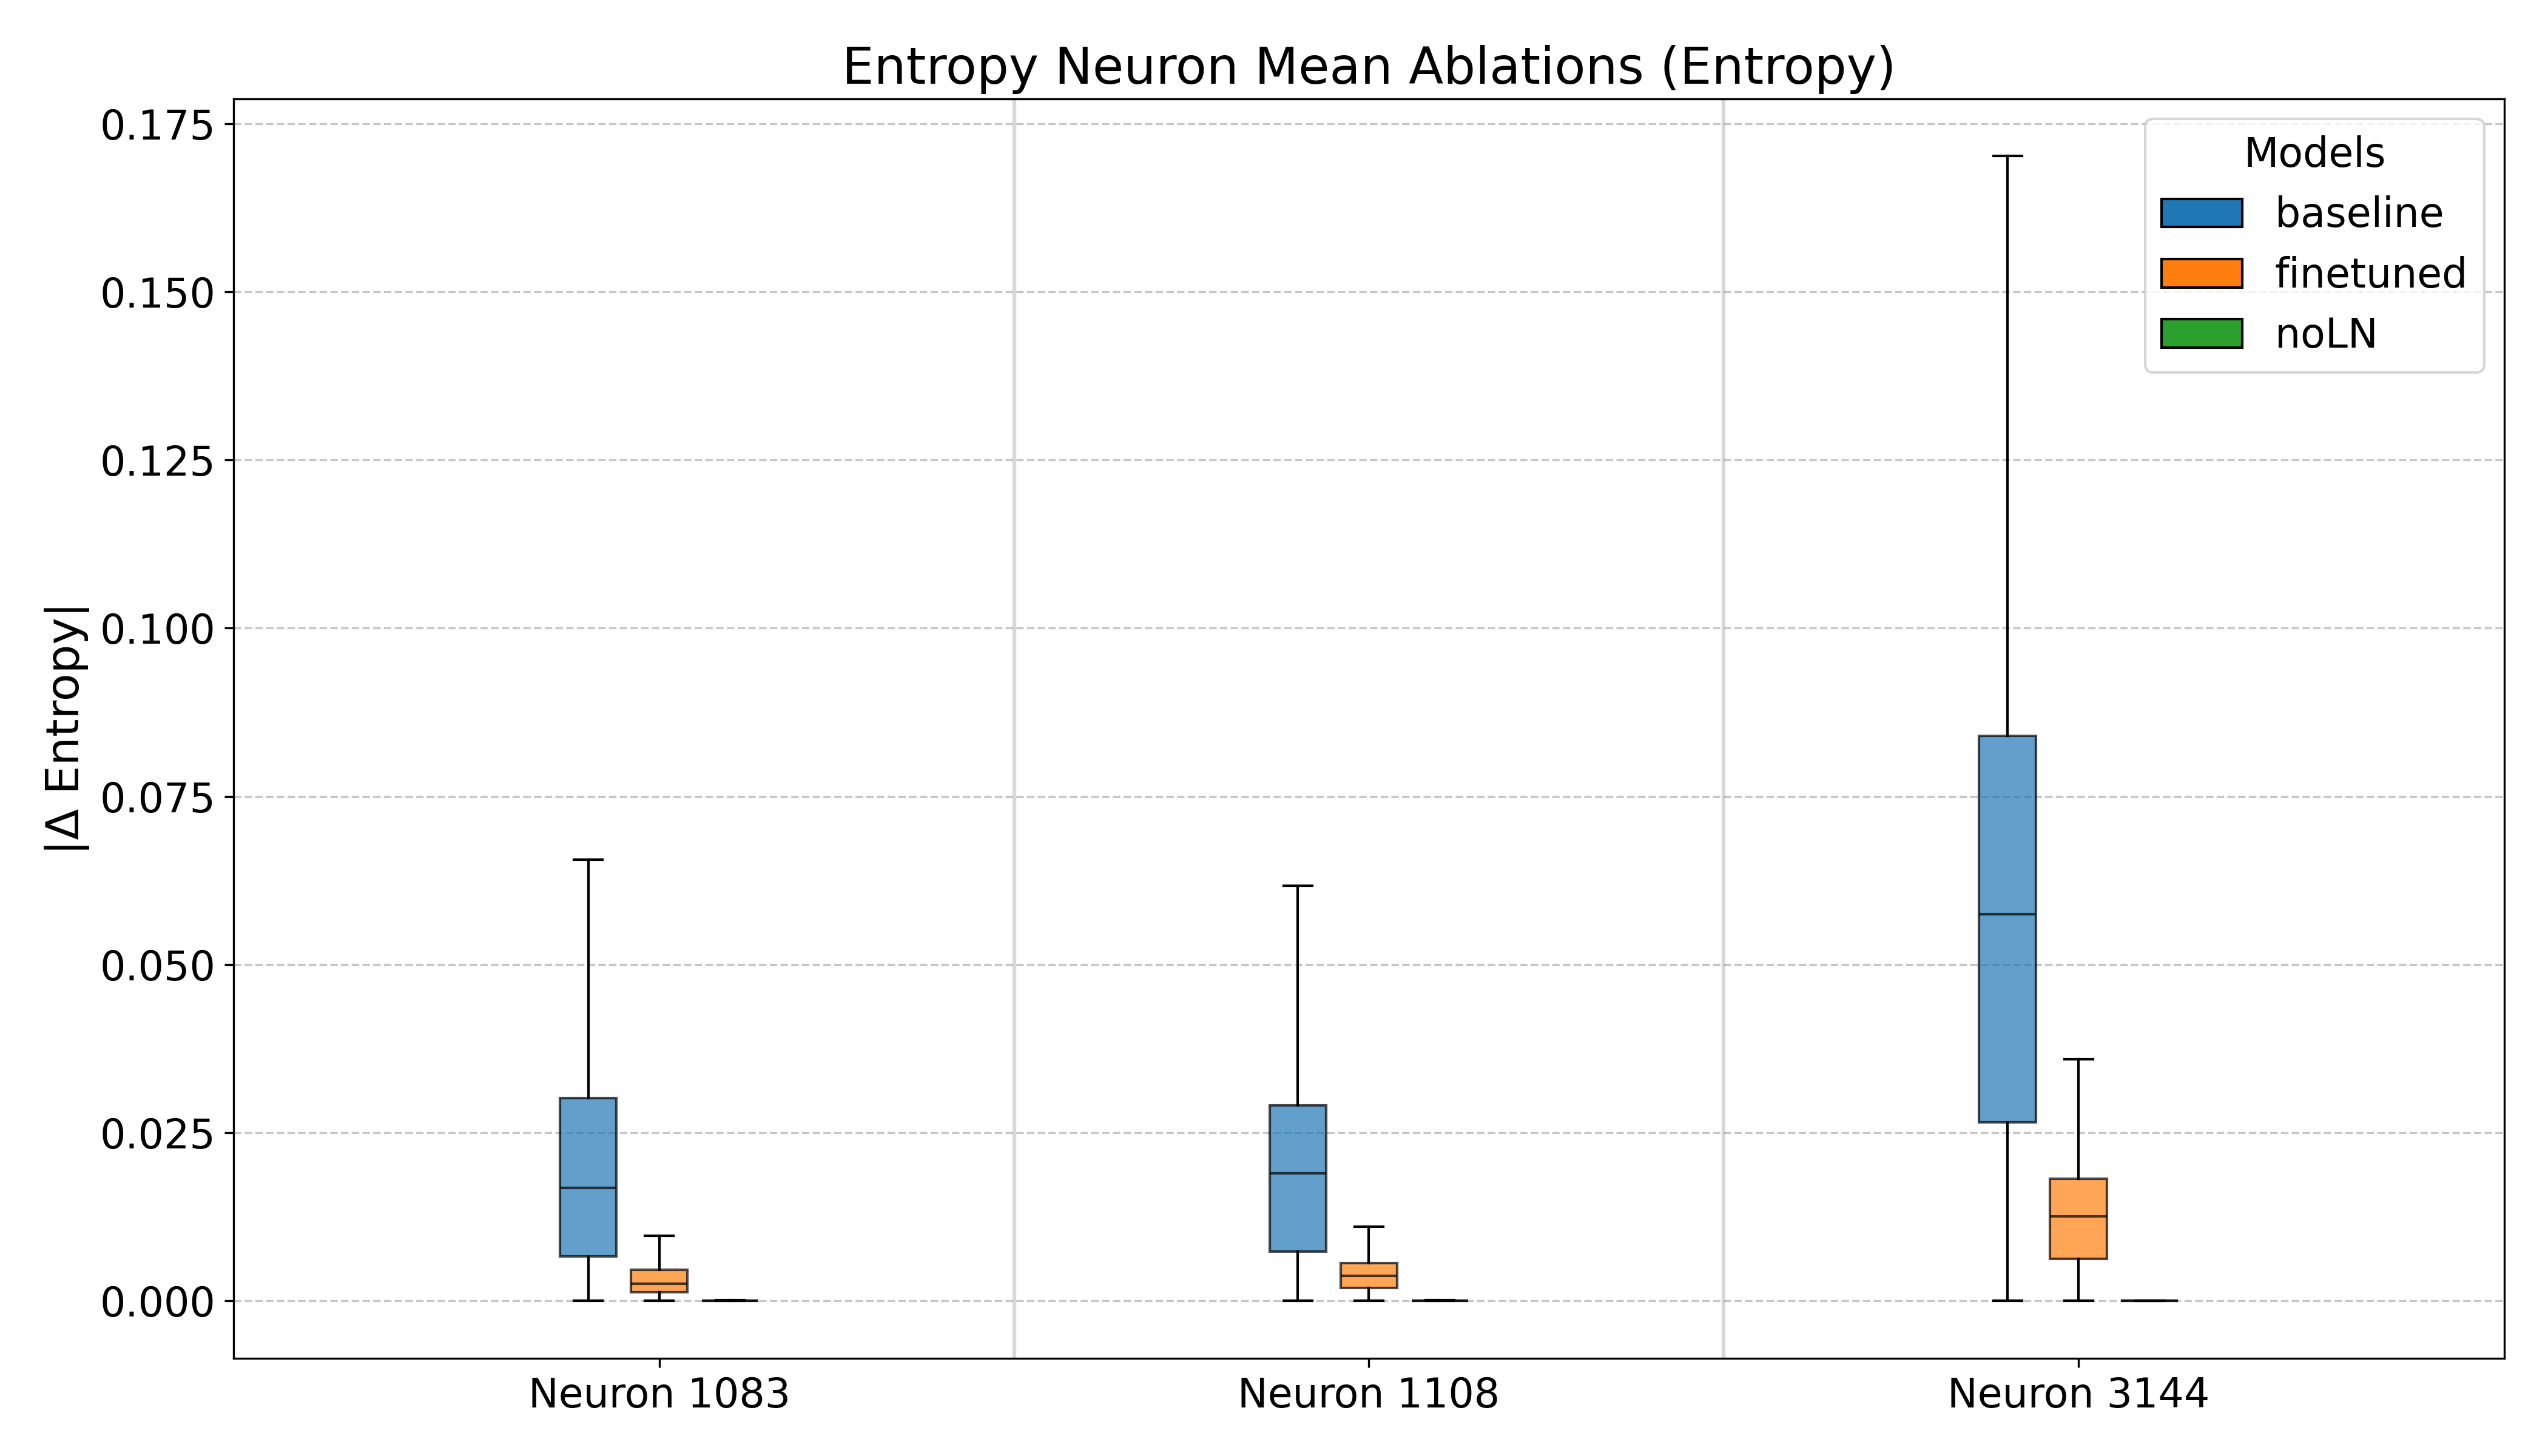 Entropy Neuron Mean Ablations (Entropy)
|Δ Entropy|
0.175
0.150
0.125
0.100
0.075
0.050
0.025
0.000
Models
baseline
finetuned
noLN
Neuron 1083
Neuron 1108
Neuron 3144